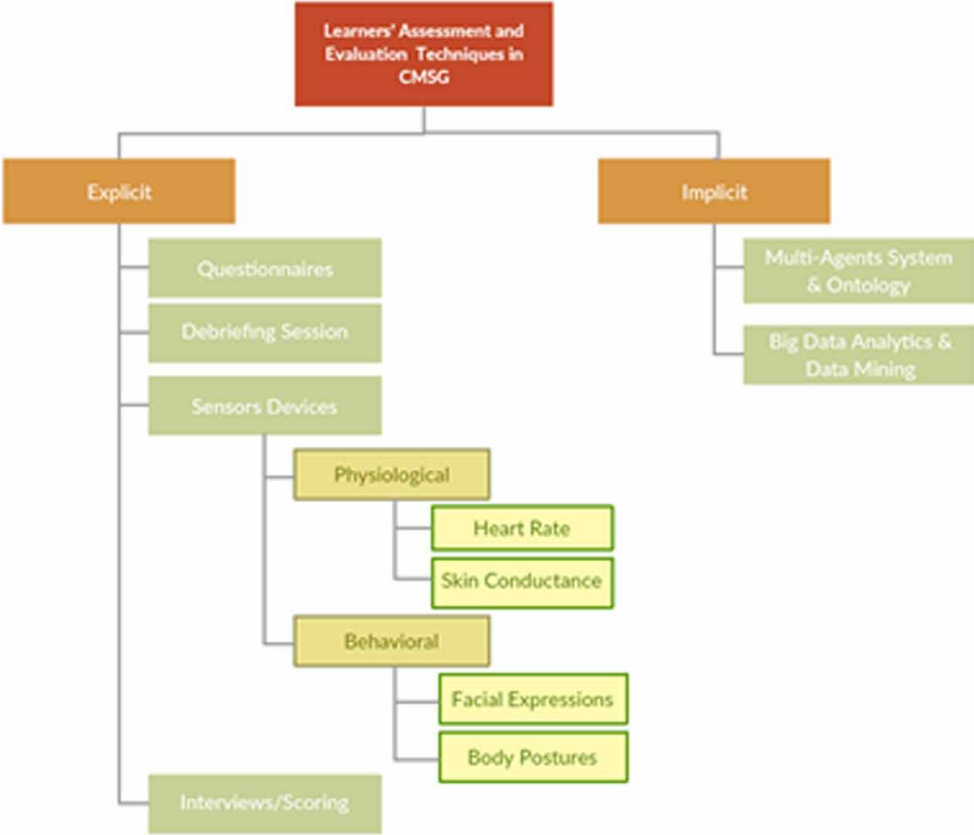 Learners' Assessment and
Evaluation Techniques in
CMSG
Explicit
Implicit
Questionnaires
Multi-Agents System
& Ontology
Debriefing Session
Big Data Analytics &
Data Mining
Sensors Devices
Physiological
Heart Rate
Skin Conductance
Behavioral
Facial Expressions
Body Postures
Interviews/Scoring